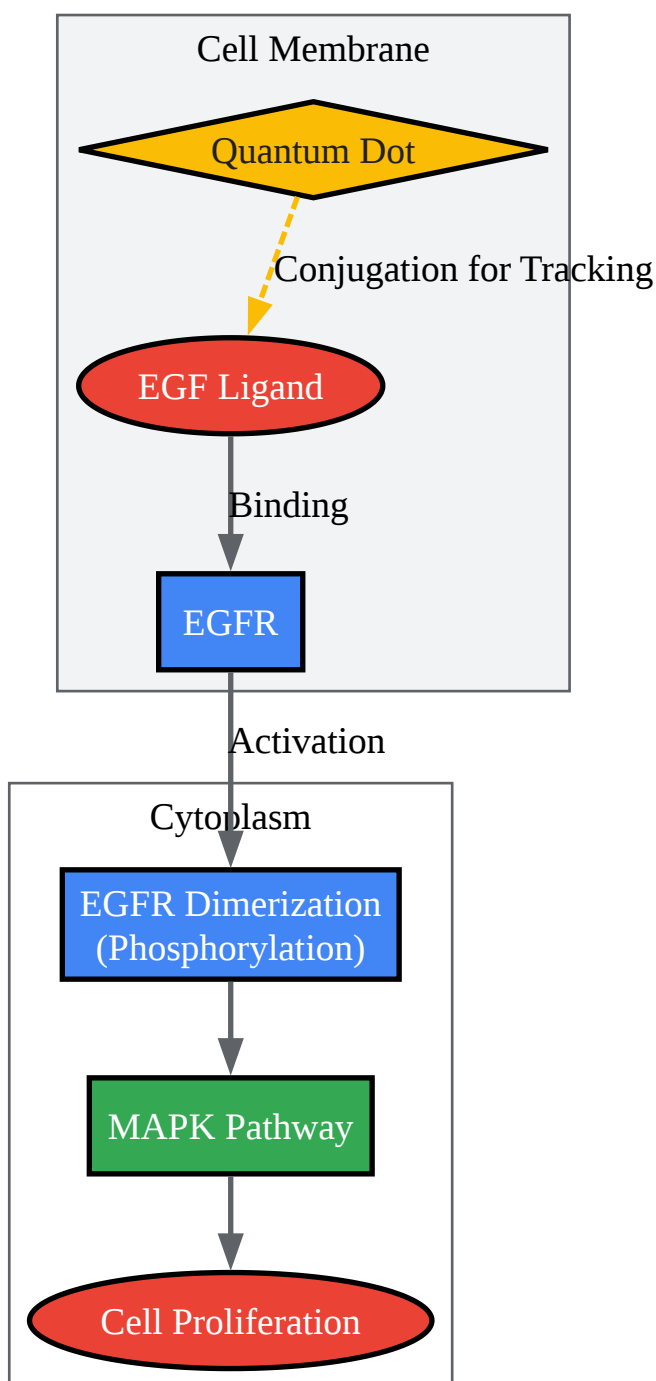 Cell Membrane
Quantum Dot
Conjugation for Tracking
EGF Ligand
Binding
EGFR
Activation
Cytoplasm
EGFR Dimerization
(Phosphorylation)
MAPK Pathway
Cell Proliferation